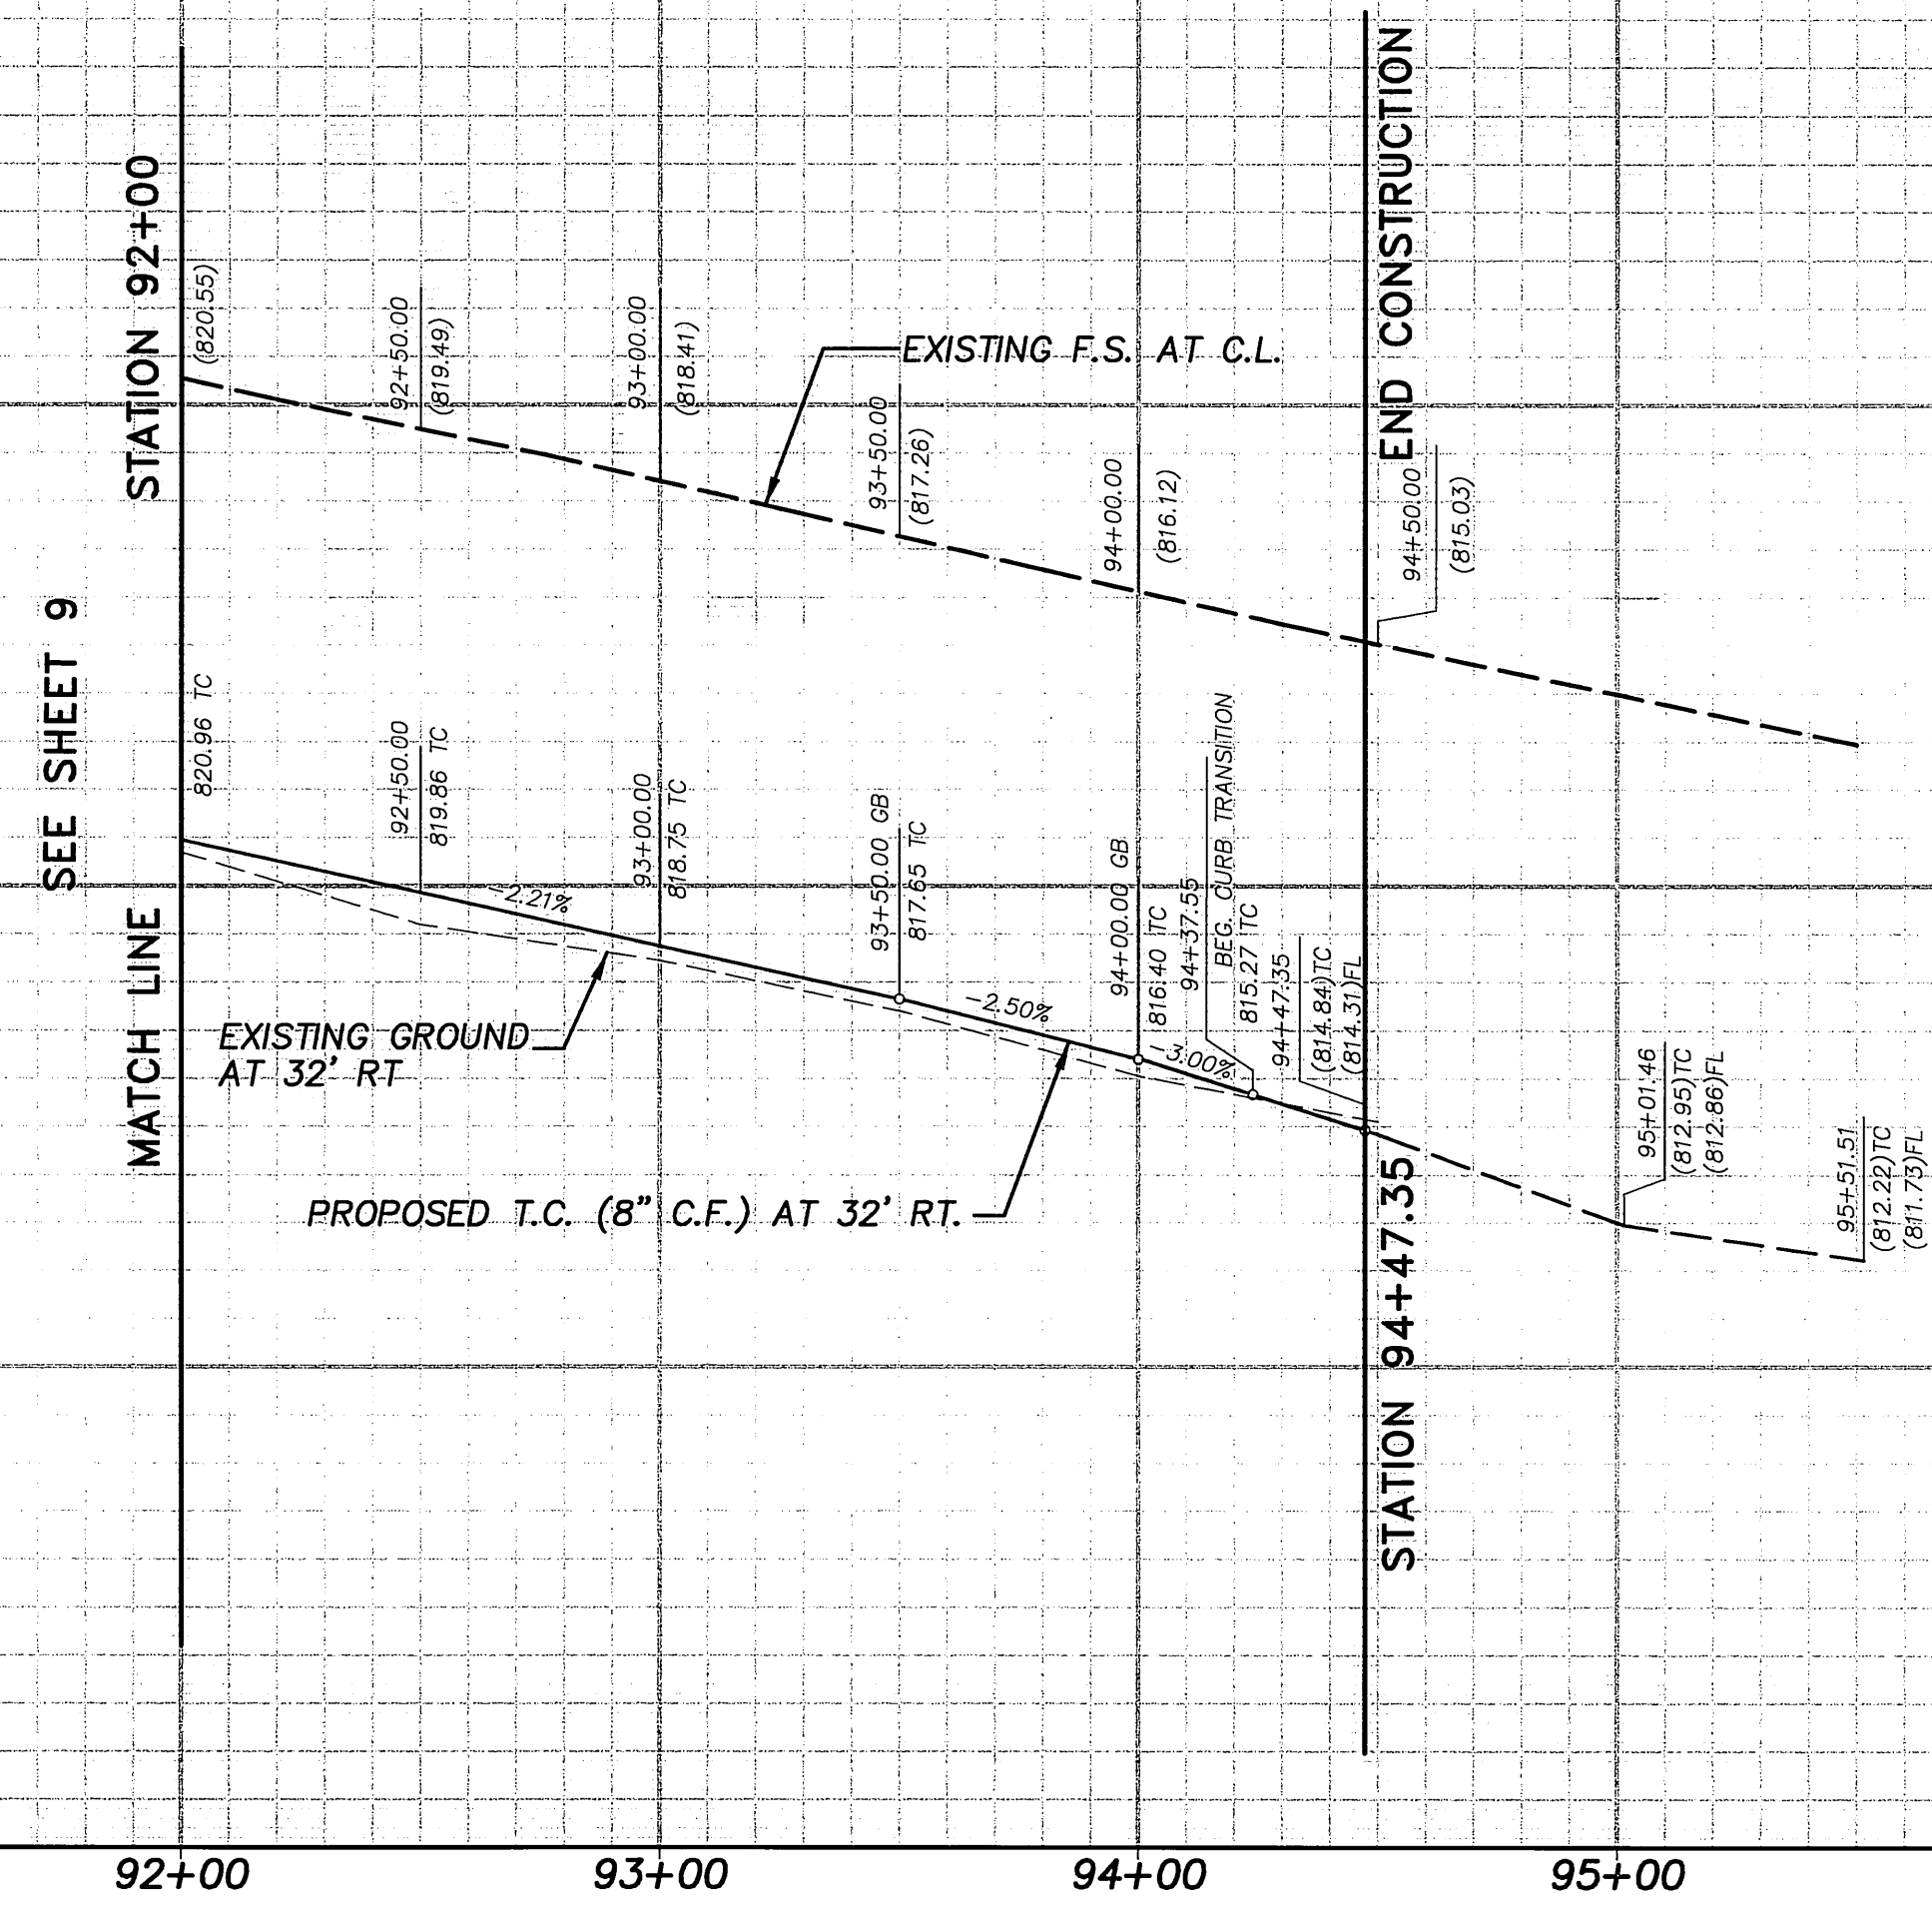 SEE SHEET 9
MATCH LINE
STATION 92+00
(820.55)
92+50.00
(819.49)
93+00.00
(818.41)
EXISTING F.S. AT C.L.
93+50.00
(817.26)
94+00.00
(816.12)
END CONSTRUCTION
94+50.00
(815.03)
820.96 TC
92+50.00
819.86 TC
-2.21%
93+00.00
818.75 TC
93+50.00 GB
817.65 TC
-2.50%
94+00.00 GB
816.40 TC
-3.00%
94+37.55
BEG. CURB TRANSITION
815.27 TC
94+47.35
(814.84)TC
(814.31)FL
EXISTING GROUND
AT 32' RT
PROPOSED T.C. (8" C.F.) AT 32' RT.
STATION 94+47.35
95+01.46
(812.95)TC
(812.86)FL
95+51.51
(812.22)TC
(811.73)FL
92+00
93+00
94+00
95+00